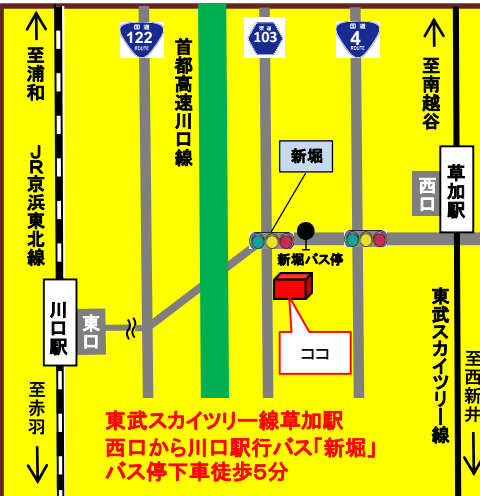 国道
122
ROUTE
県道
103
国道
4
ROUTE
至浦和
首都高速川口線
至南越谷
JR京浜東北線
新堀
草加駅
西口
新堀バス停
川口駅
東口
ココ
東武スカイツリー線
至西新井
至赤羽
東武スカイツリー線草加駅
西口から川口駅行バス「新堀」
バス停下車徒歩5分